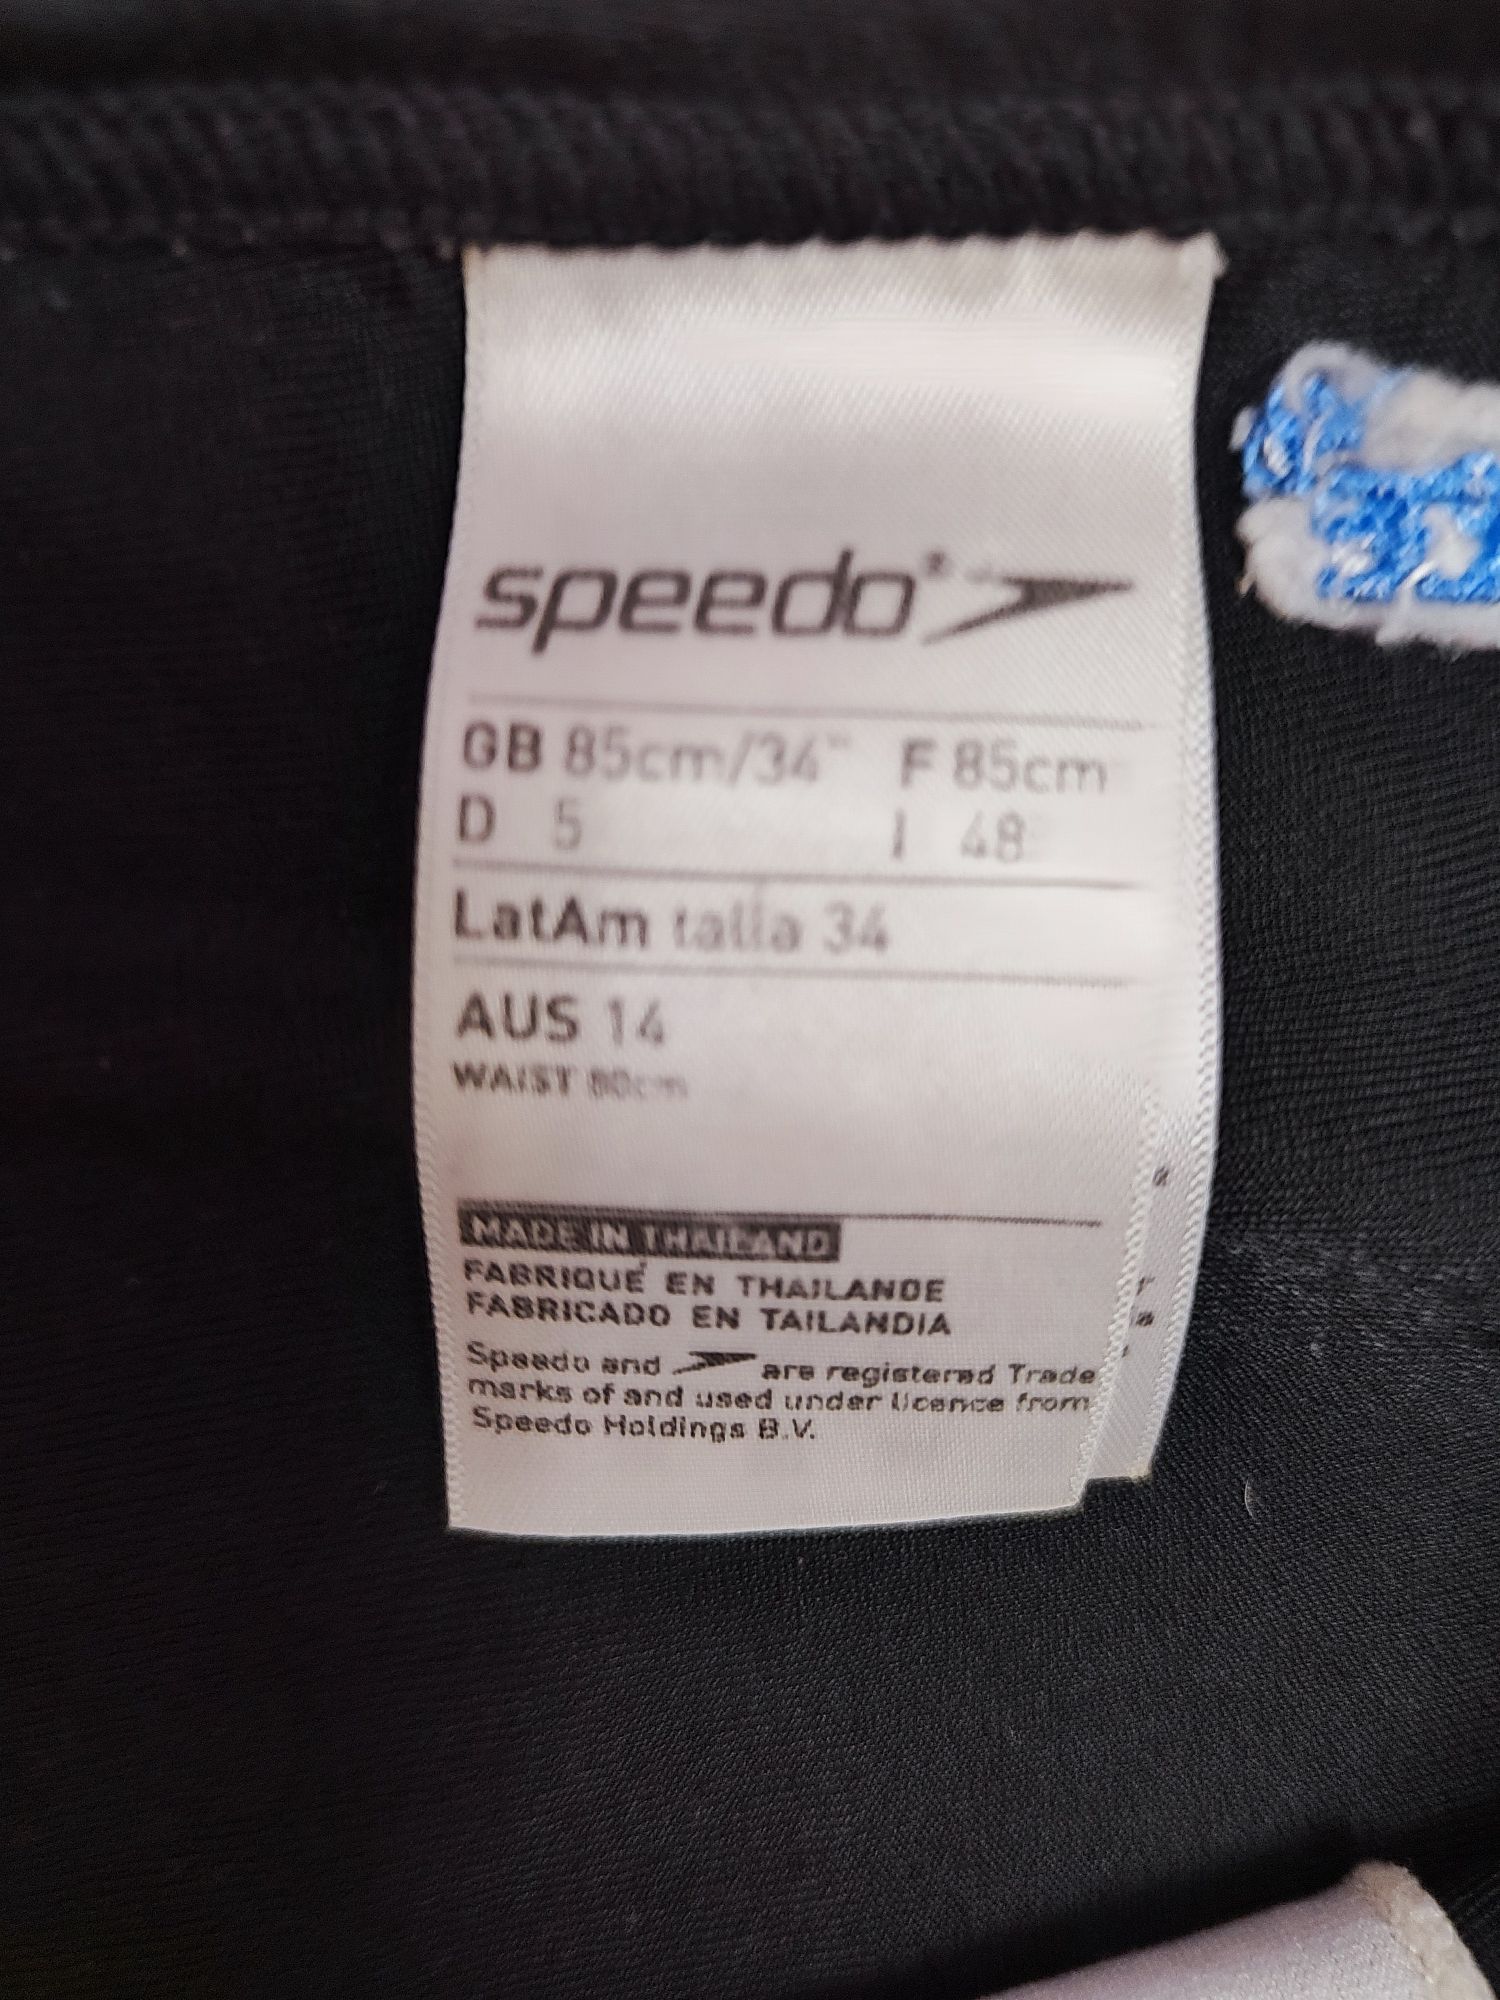 speedo®
GB 85cm/34" F 85cm
D 5 I 48
LatAm talla 34
AUS 14
WAIST 80cm
MADE IN THAILAND
FABRIQUÉ EN THAILANDE
FABRICADO EN TAILANDIA
Speedo and are registered Trade
marks of and used under licence from
Speedo Holdings B.V.